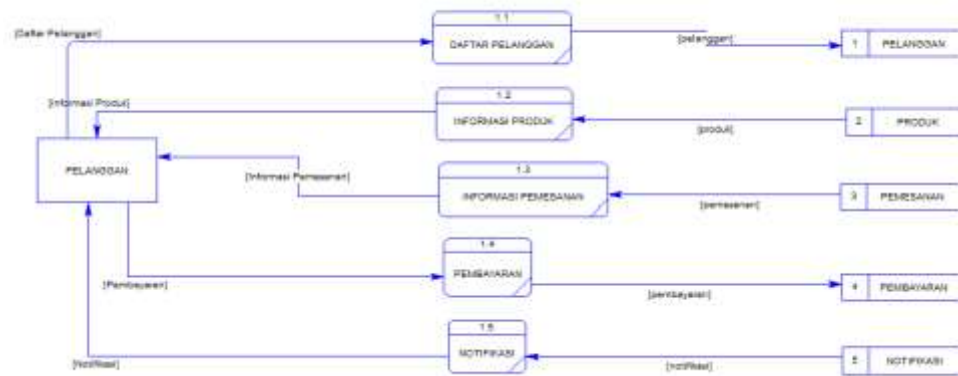 1.1
[Daftar Pelanggan]
DAFTAR PELANGGAN
[pelanggan]
1 PELANGGAN
1.2
[Informasi Produk]
INFORMASI PRODUK
[produk]
2 PRODUK
PELANGGAN
1.3
[Informasi Pemesanan]
INFORMASI PEMESANAN
[pemesanan]
3 PEMESANAN
1.4
[Pembayaran]
PEMBAYARAN
[pembayaran]
4 PEMBAYARAN
1.5
[Notifikasi]
NOTIFIKASI
[notifikasi]
5 NOTIFIKASI